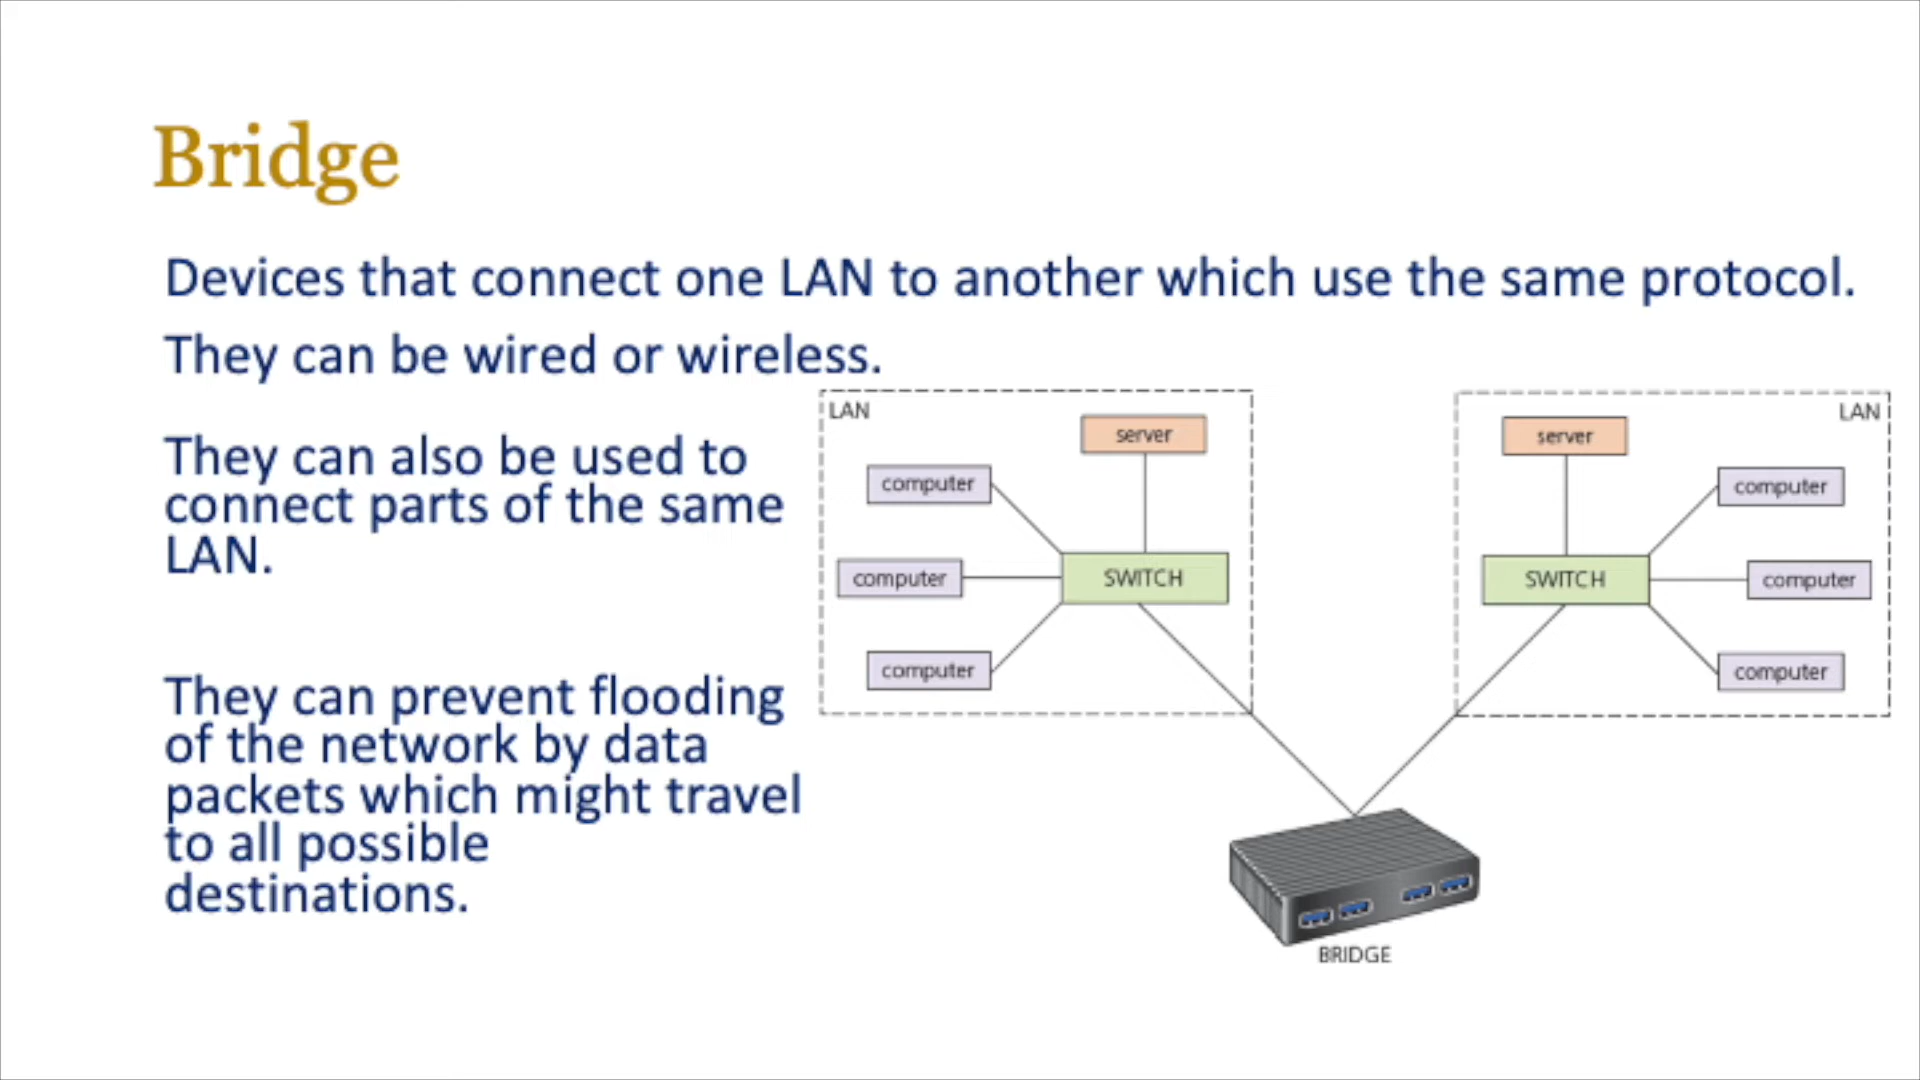 Bridge
Devices that connect one LAN to another which use the same protocol.
They can be wired or wireless.
They can also be used to
connect parts of the same
LAN.
They can prevent flooding
of the network by data
packets which might travel
to all possible
destinations.
LAN
server
computer
computer
SWITCH
computer
LAN
server
computer
SWITCH
computer
computer
BRIDGE